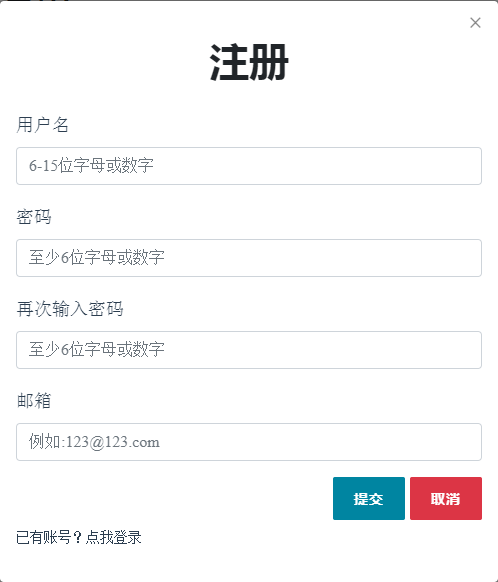 ×
注册
用户名
6-15位字母或数字
密码
至少6位字母或数字
再次输入密码
至少6位字母或数字
邮箱
例如:123@123.com
提交 取消
已有账号？点我登录